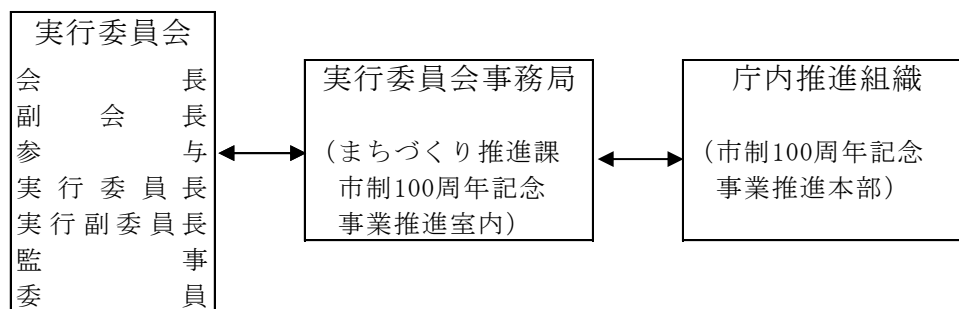 実行委員会
会長
副会長
参与
実行委員長
実行副委員長
監事
委員
実行委員会事務局
（まちづくり推進課
市制100周年記念
事業推進室内）
庁内推進組織
（市制100周年記念
事業推進本部）